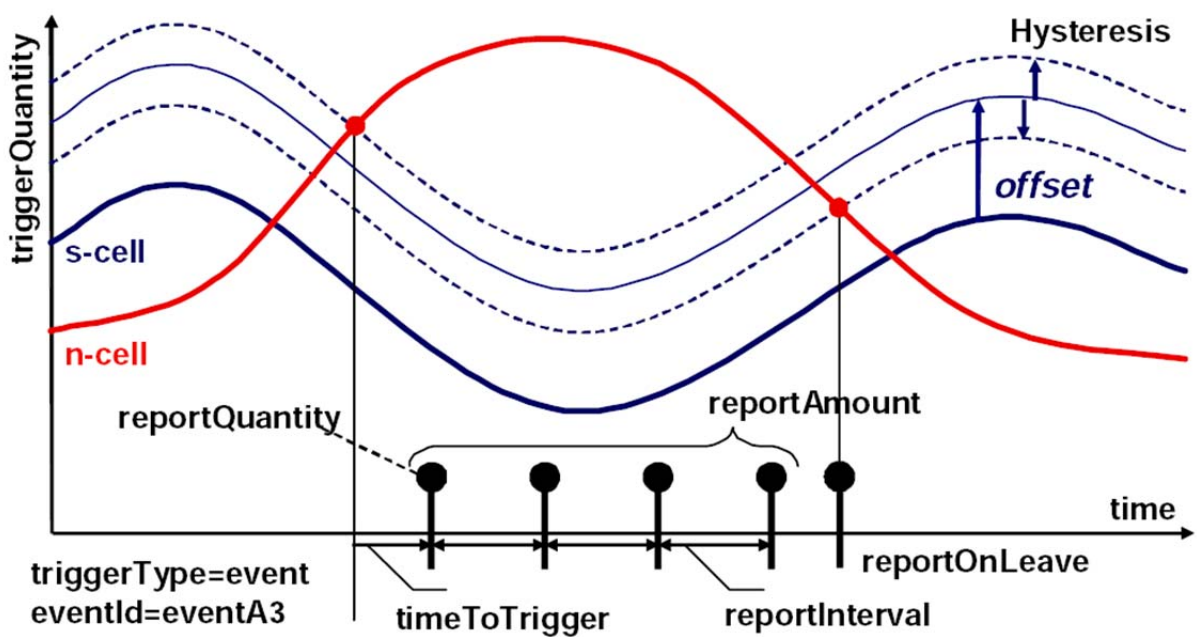 Hysteresis
triggerQuantity
offset
s-cell
n-cell
reportAmount
reportQuantity
time
triggerType=event
eventId=eventA3
timeToTrigger
reportInterval
reportOnLeave